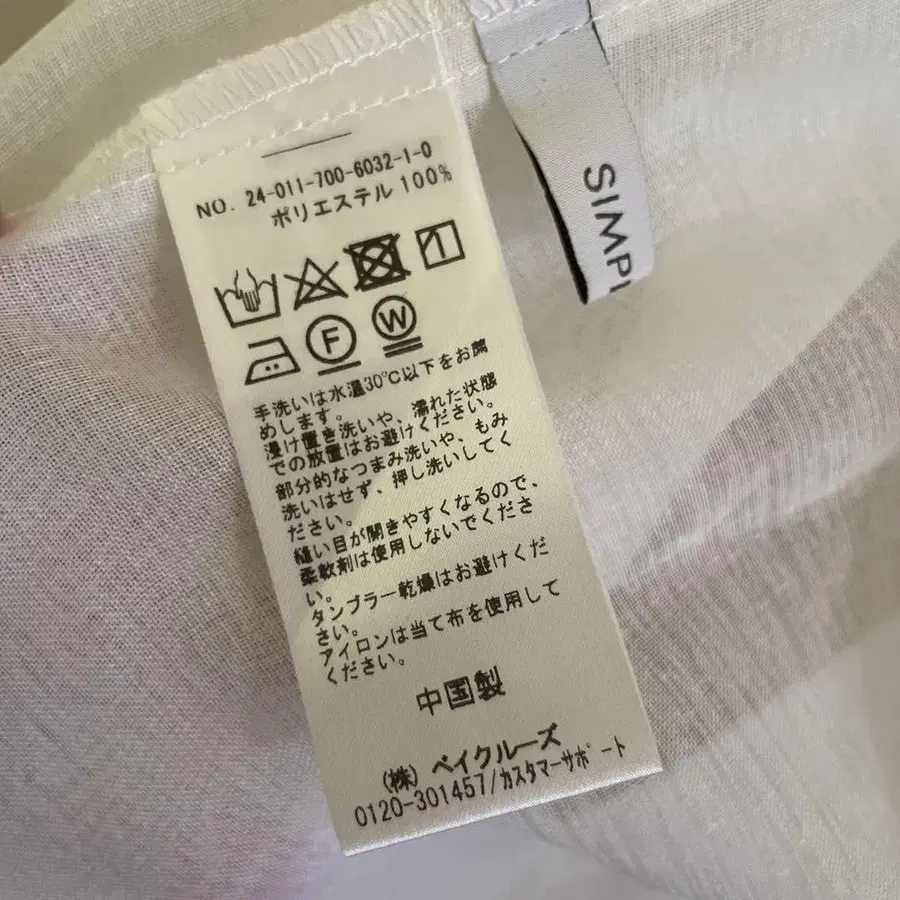 NO. 24-011-700-6032-1-0
ポリエステル 100%
F
W
手洗いは水温30℃以下をお薦
めします。
浸け置き洗いや、濡れた状態
での放置はお避けください。
部分的なつまみ洗いや、もみ
洗いはせず、押し洗いしてく
ださい。
縫い目が開きやすくなるので、
柔軟剤は使用しないでくださ
い。
タンブラー乾燥はお避けくだ
さい。
アイロンは当て布を使用して
ください。
中国製
(株) ベイクルーズ
0120-301457/カスタマーサポート
SIMPL